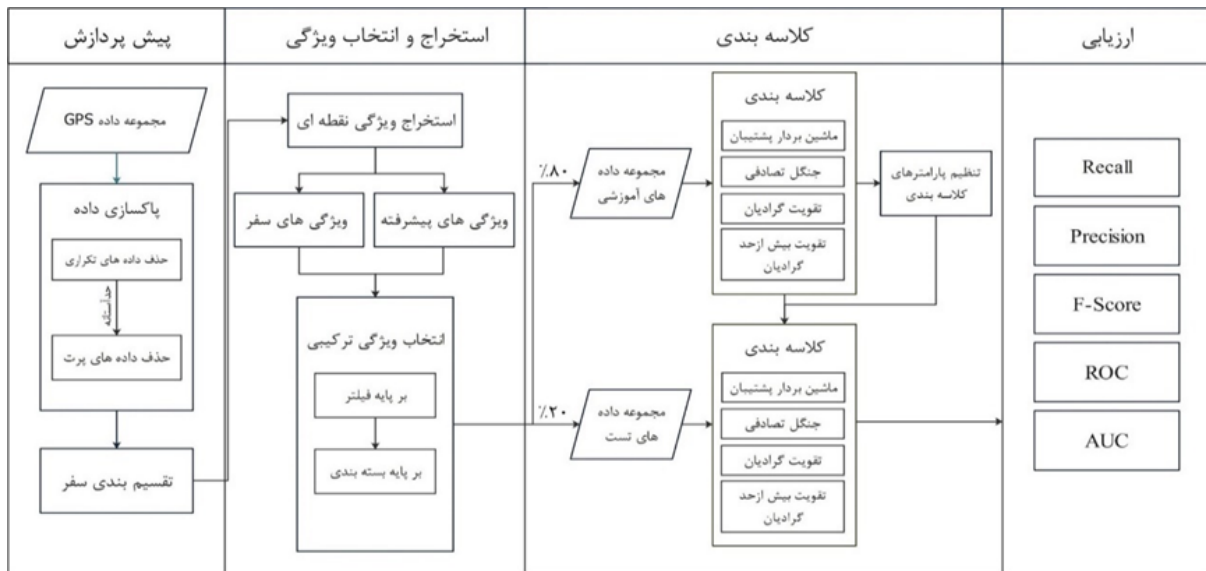 پیش پردازش
استخراج و انتخاب ویژگی
کلاسه بندی
ارزیابی
مجموعه داده GPS
پاکسازی داده
حذف داده های تکراری
حدآستانه
حذف داده های پرت
تقسیم بندی سفر
استخراج ویژگی نقطه ای
ویژگی های سفر
ویژگی های پیشرفته
انتخاب ویژگی ترکیبی
بر پایه فیلتر
بر پایه بسته بندی
%۸۰
مجموعه داده
های آموزشی
%۲۰
مجموعه داده
های تست
کلاسه بندی
ماشین بردار پشتیبان
جنگل تصادفی
تقویت گرادیان
تقویت بیش ازحد
گرادیان
تنظیم پارامترهای
کلاسه بندی
کلاسه بندی
ماشین بردار پشتیبان
جنگل تصادفی
تقویت گرادیان
تقویت بیش ازحد
گرادیان
Recall
Precision
F-Score
ROC
AUC